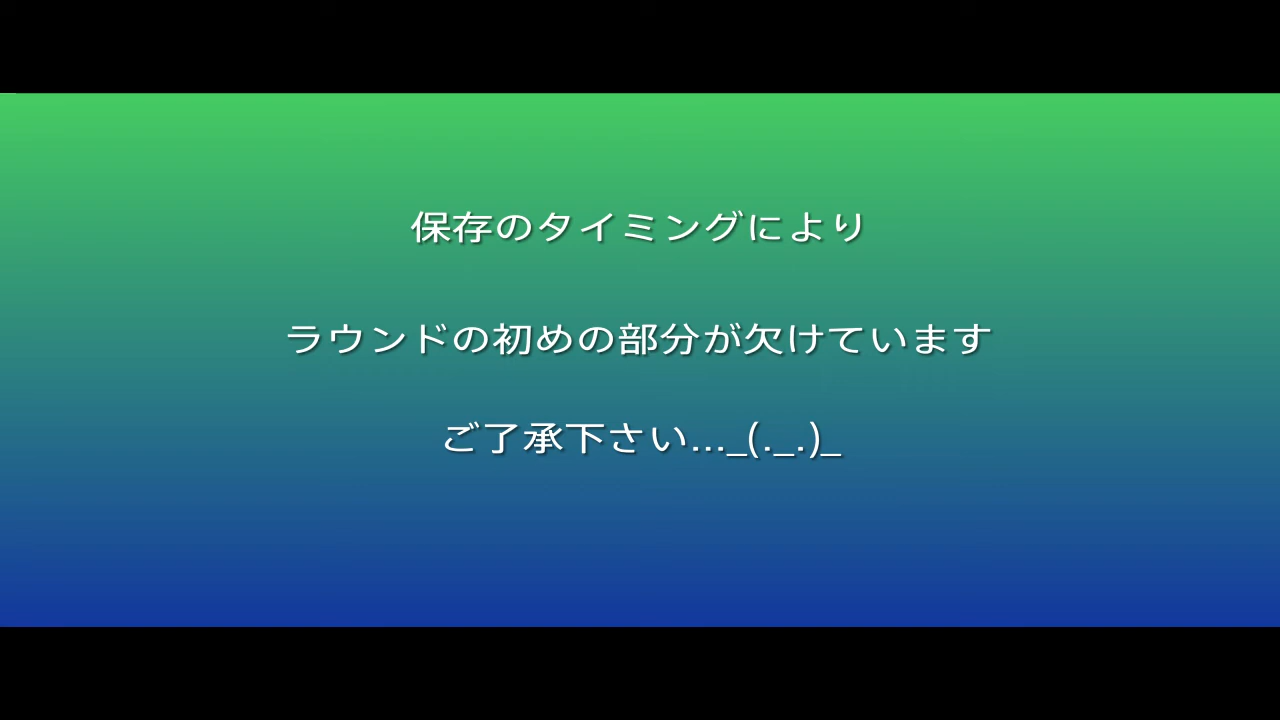 保存のタイミングにより
ラウンドの初めの部分が欠けています
ご了承下さい..._(._.)_